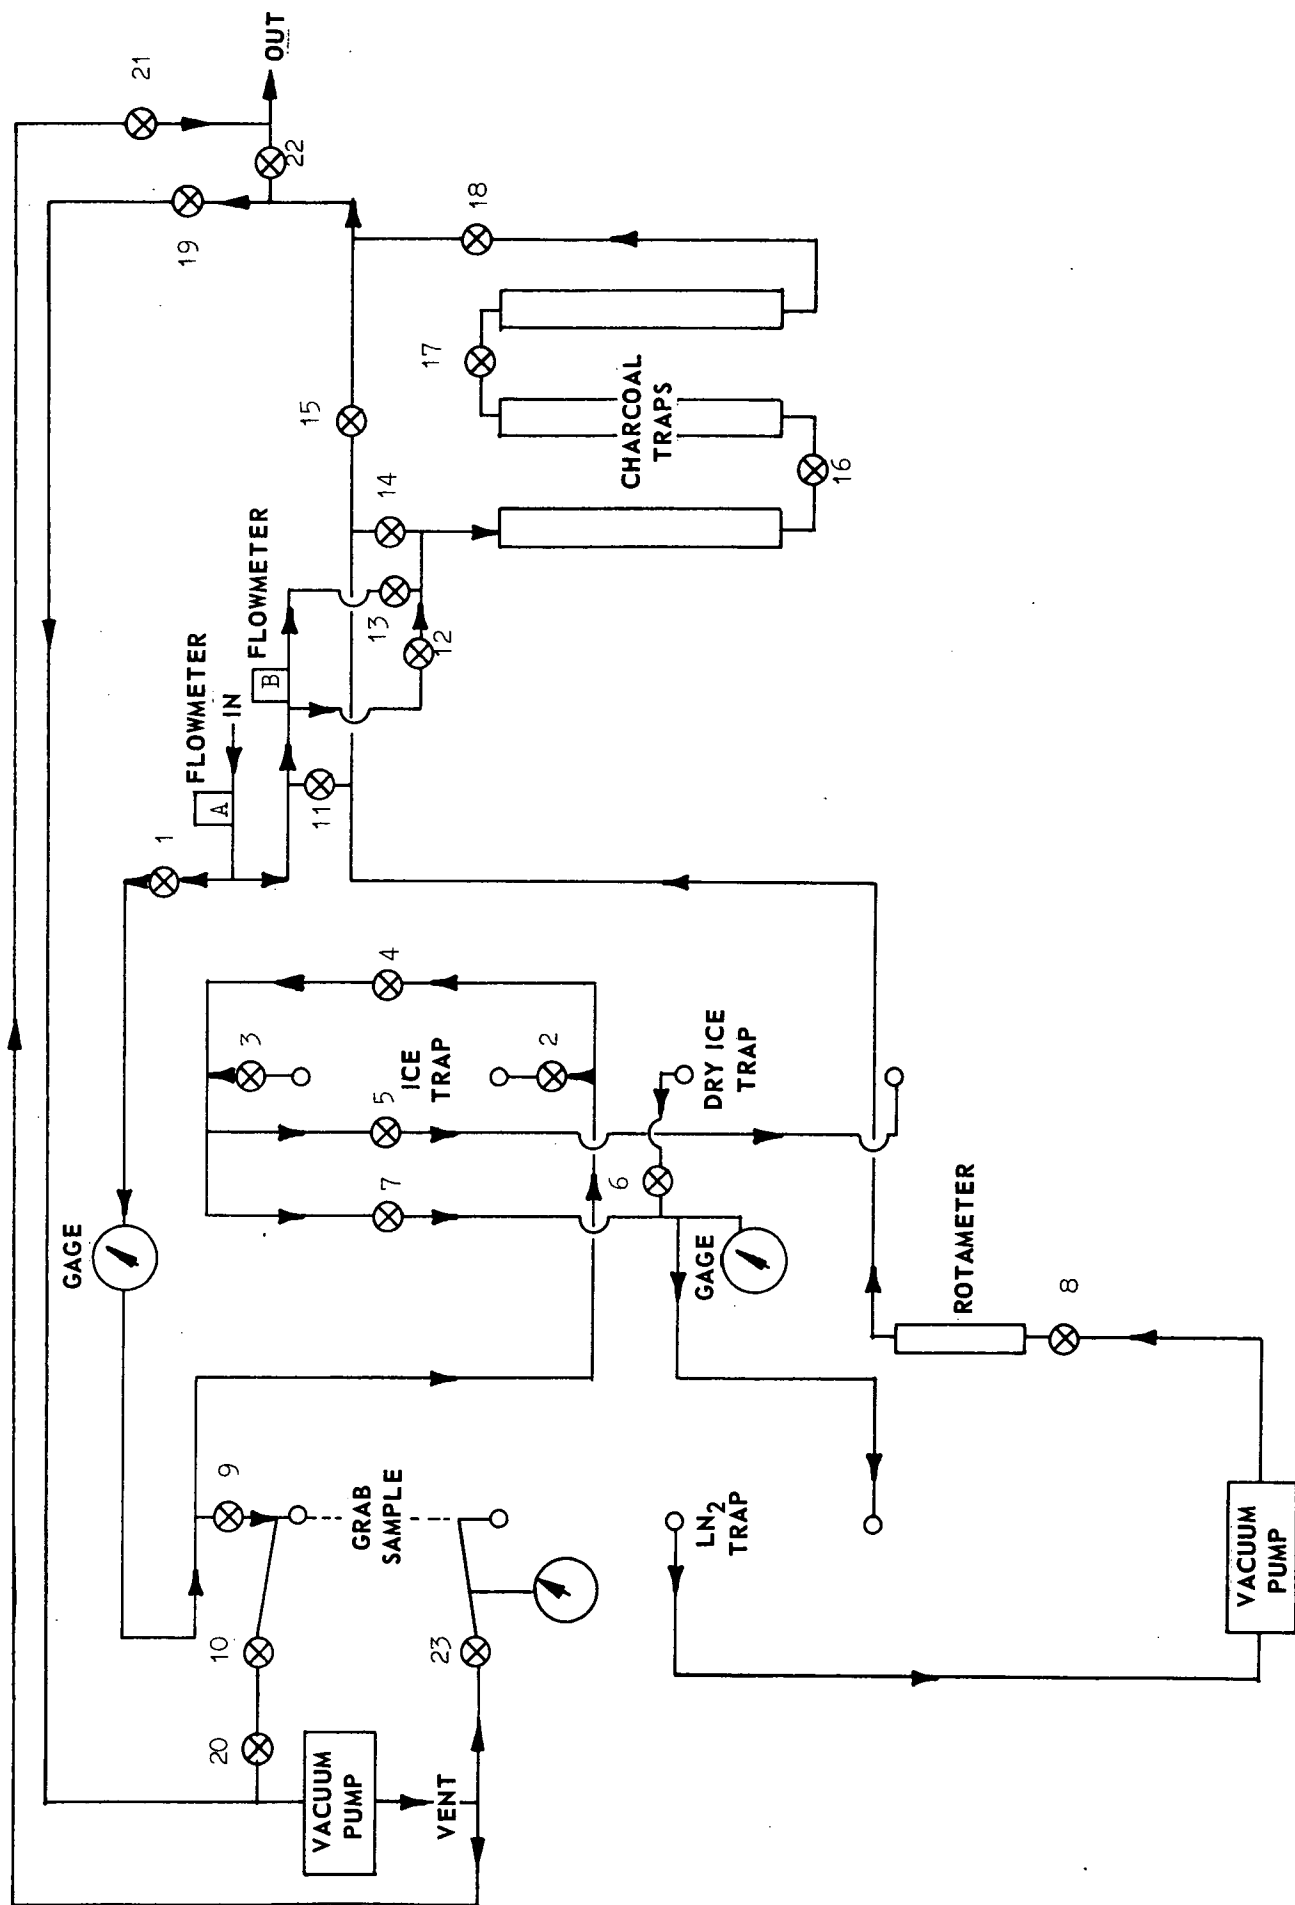 GAGE
21
1
19
9
FLOWMETER
A
IN
10
20
3
FLOWMETER
B
OUT
22
VACUUM
PUMP
15
11
GRAB
SAMPLE
5
ICE
TRAP
4
13
14
7
VENT
23
2
12
17
18
6
CHARCOAL
TRAPS
GAGE
LN2
TRAP
DRY ICE
TRAP
16
ROTAMETER
8
VACUUM
PUMP